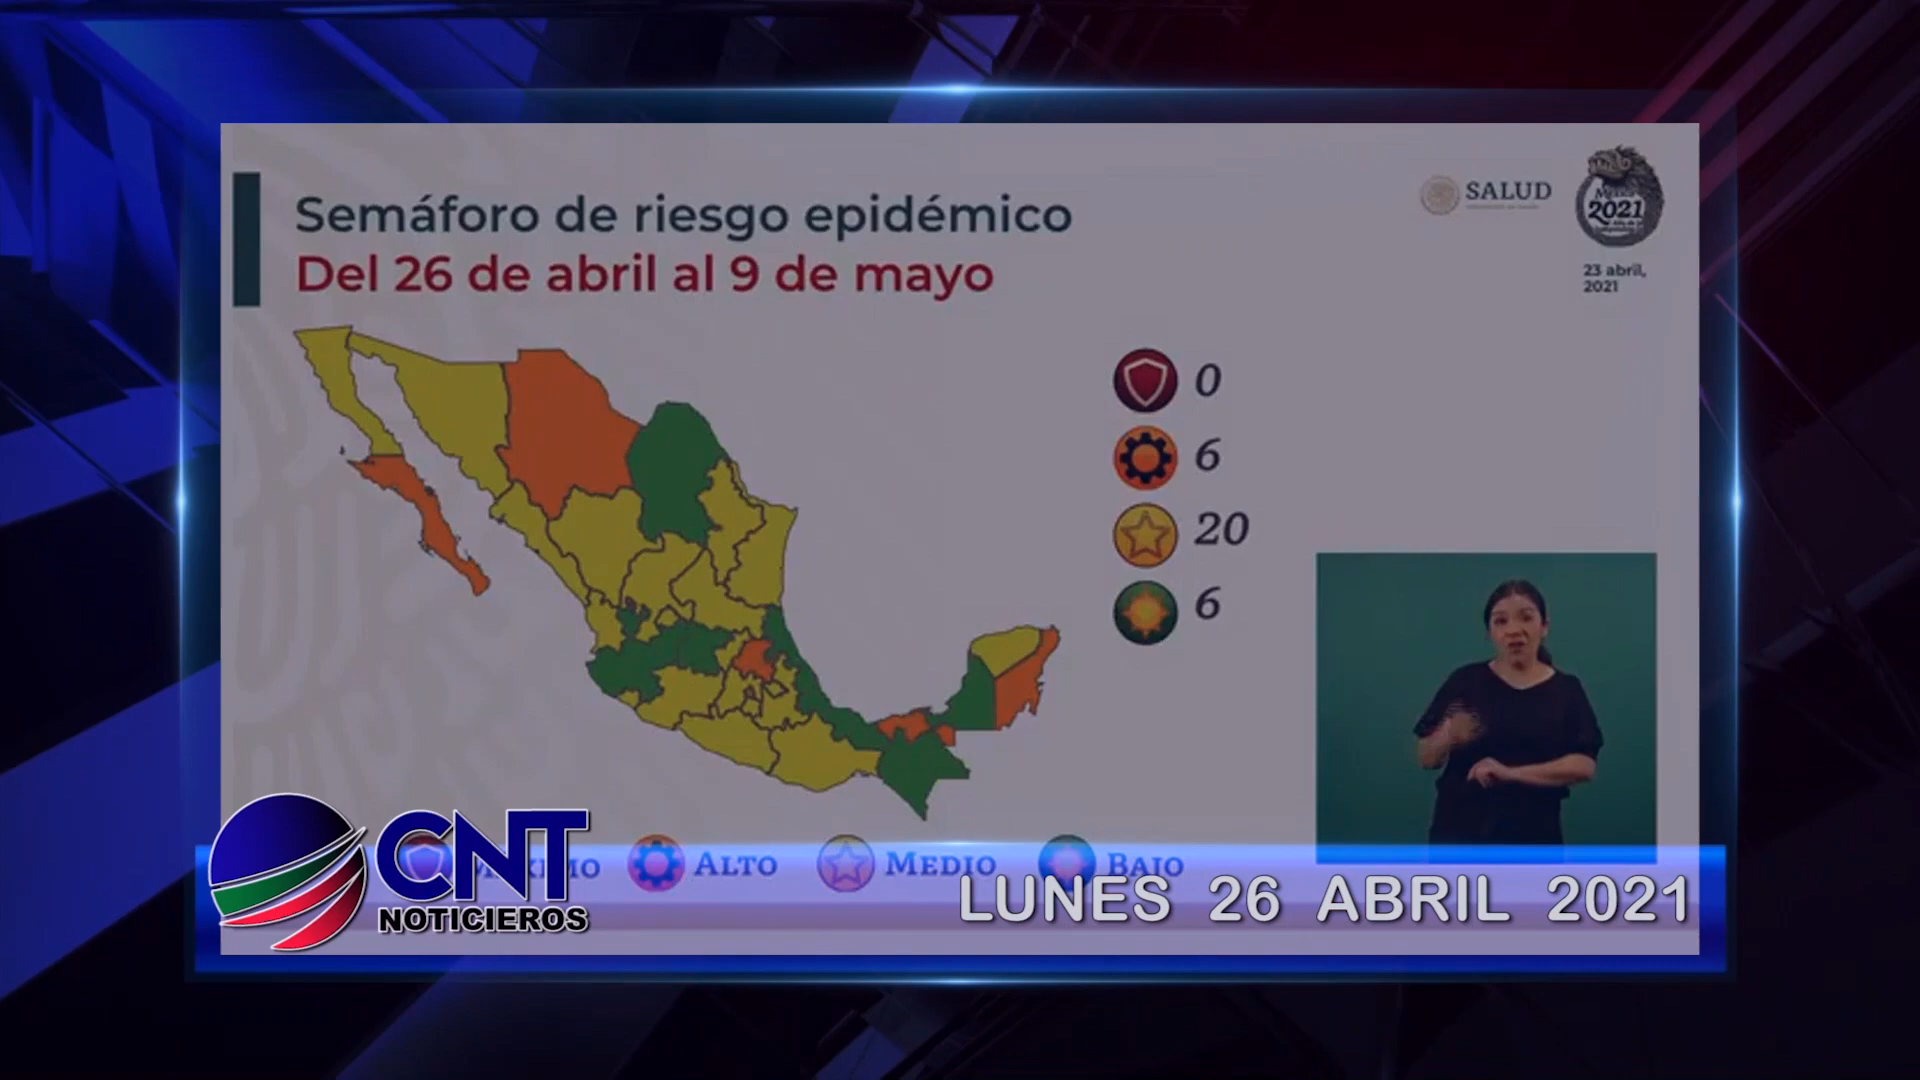 Semáforo de riesgo epidémico
Del 26 de abril al 9 de mayo
SALUD
México
2021
23 abril,
2021
0
6
20
6
ALTO
MEDIO
BAJO
CNT
NOTICIEROS
LUNES 26 ABRIL 2021